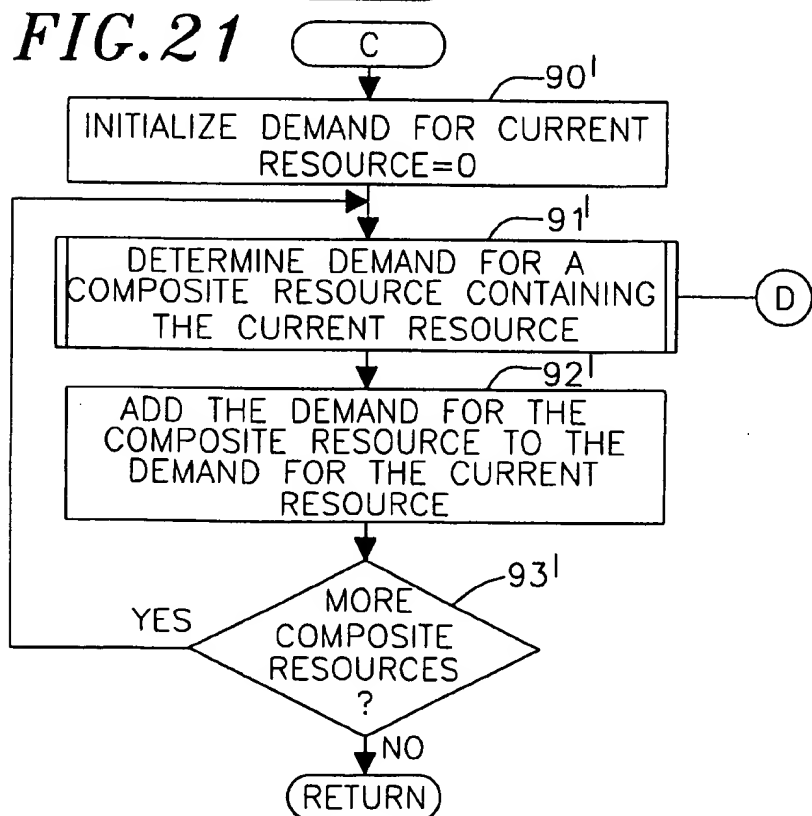 FIG.21
C
90'
INITIALIZE DEMAND FOR CURRENT
RESOURCE=0
91'
DETERMINE DEMAND FOR A
COMPOSITE RESOURCE CONTAINING
THE CURRENT RESOURCE
D
92'
ADD THE DEMAND FOR THE
COMPOSITE RESOURCE TO THE
DEMAND FOR THE CURRENT
RESOURCE
93'
YES
MORE
COMPOSITE
RESOURCES
?
NO
RETURN